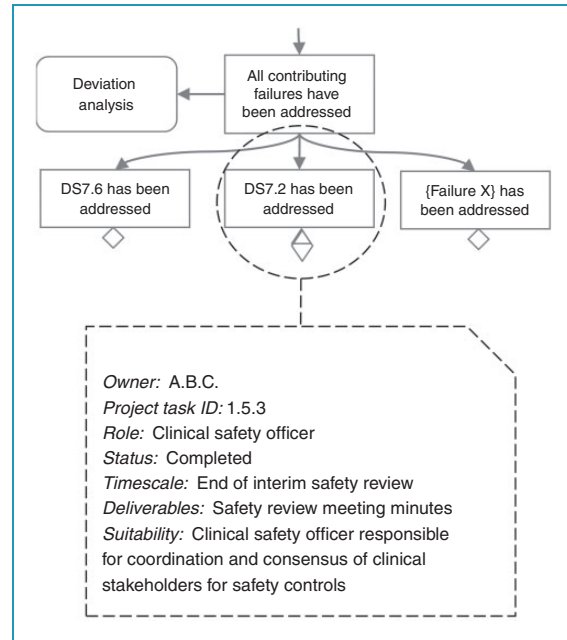 Deviation
analysis
All contributing
failures have
been addressed
DS7.6 has been
addressed
DS7.2 has been
addressed
{Failure X} has
been addressed
Owner: A.B.C.
Project task ID: 1.5.3
Role: Clinical safety officer
Status: Completed
Timescale: End of interim safety review
Deliverables: Safety review meeting minutes
Suitability: Clinical safety officer responsible
for coordination and consensus of clinical
stakeholders for safety controls